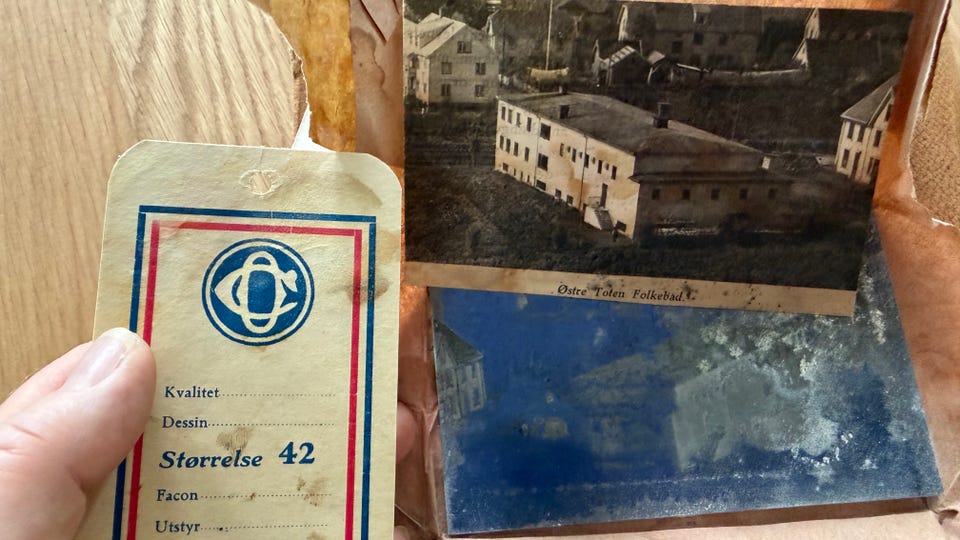 Kvalitet
Dessin
Størrelse 42
Facon
Utstyr
Østre Toten Folkebad.